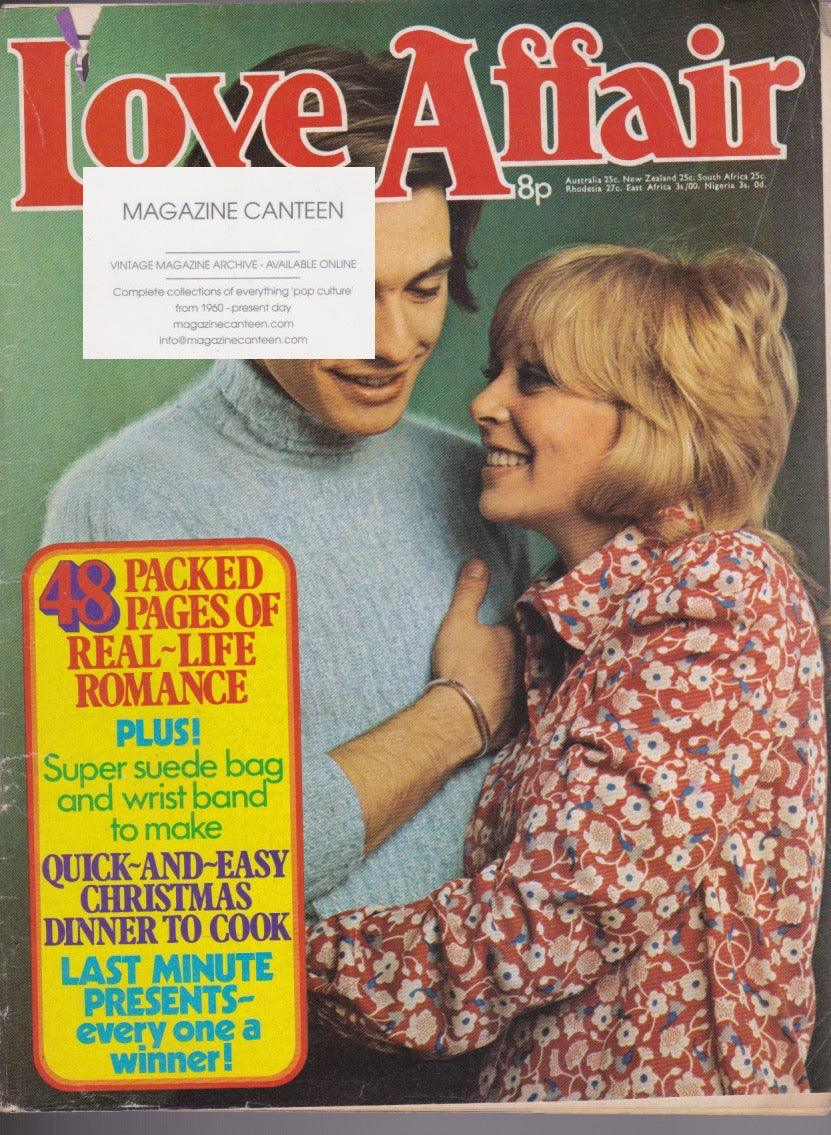 Love Affair
8p
Australia 25c. New Zealand 25c. South Africa 25c.
Rhodesia 27c. East Africa 3s/00. Nigeria 3s. 0d.
MAGAZINE CANTEEN
VINTAGE MAGAZINE ARCHIVE - AVAILABLE ONLINE
Complete collections of everything 'pop culture'
from 1960 - present day
magazinecanteen.com
info@magazinecanteen.com
48 PACKED
PAGES OF
REAL~LIFE
ROMANCE
PLUS!
Super suede bag
and wrist band
to make
QUICK~AND~EASY
CHRISTMAS
DINNER TO COOK
LAST MINUTE
PRESENTS~
every one a
winner!